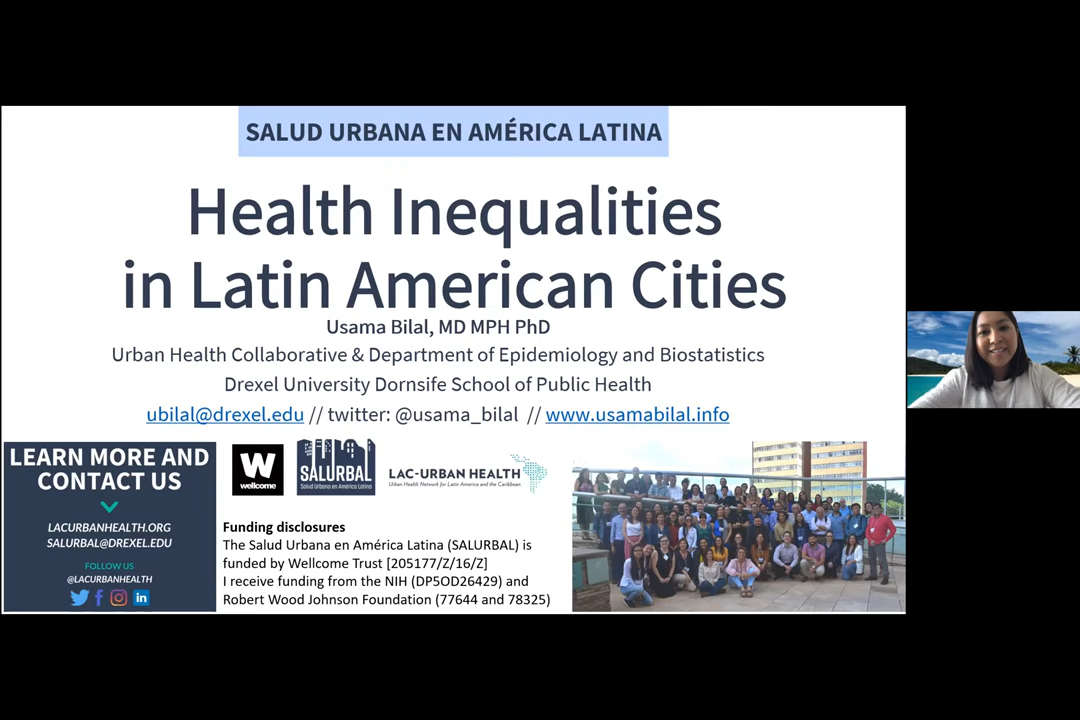 SALUD URBANA EN AMÉRICA LATINA
Health Inequalities
in Latin American Cities
Usama Bilal, MD MPH PhD
Urban Health Collaborative & Department of Epidemiology and Biostatistics
Drexel University Dornsife School of Public Health
ubilal@drexel.edu // twitter: @usama_bilal // www.usamabilal.info
LEARN MORE AND
CONTACT US
LACURBANHEALTH.ORG
SALURBAL@DREXEL.EDU
FOLLOW US
@LACURBANHEALTH
W
wellcome
SALURBAL
Salud Urbana en América Latina
LAC-URBAN HEALTH
Urban Health Network for Latin America and the Caribbean
Funding disclosures
The Salud Urbana en América Latina (SALURBAL) is
funded by Wellcome Trust [205177/Z/16/Z]
I receive funding from the NIH (DP5OD26429) and
Robert Wood Johnson Foundation (77644 and 78325)